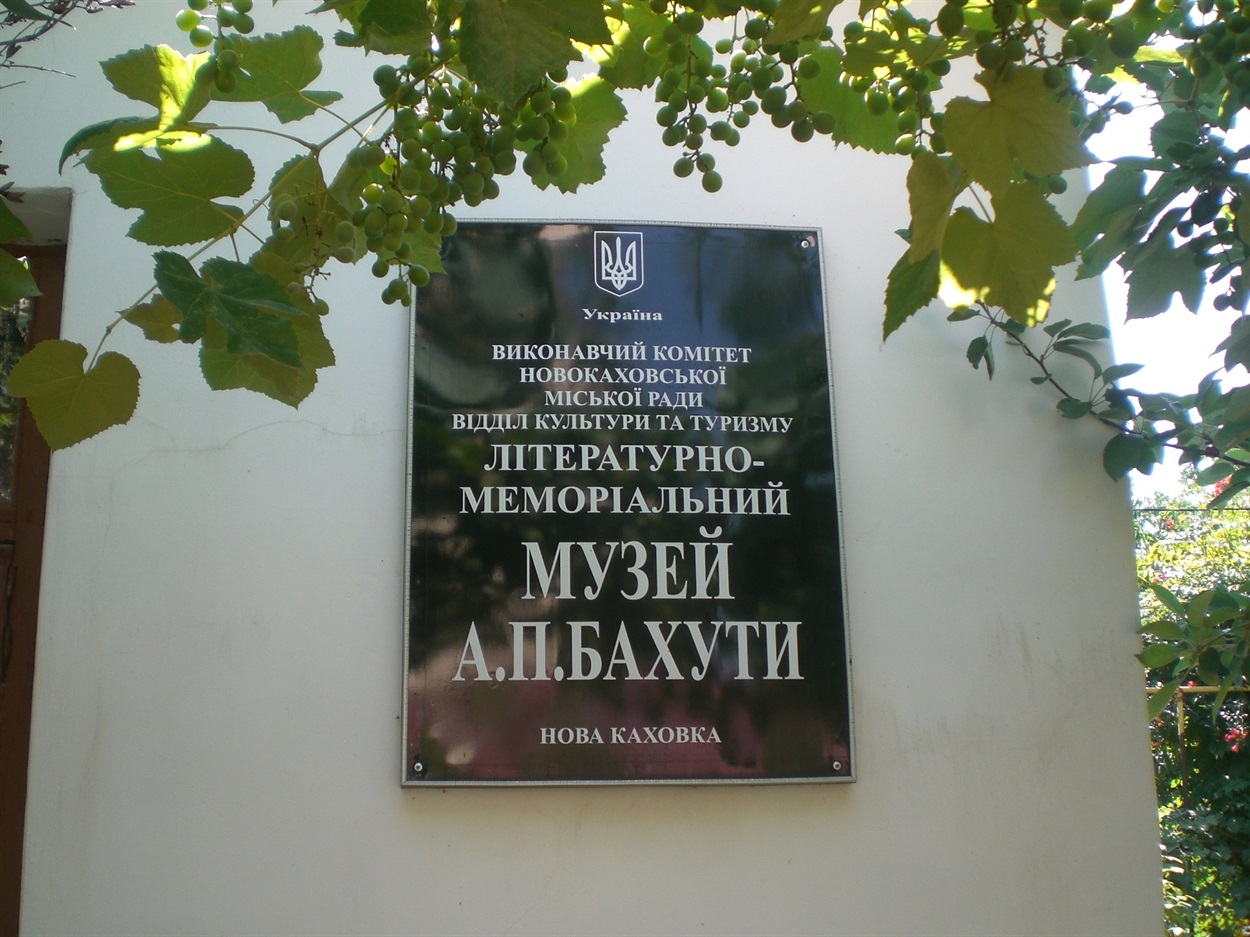 Україна
ВИКОНАВЧИЙ КОМІТЕТ
НОВОКАХОВСЬКОЇ
МІСЬКОЇ РАДИ
ВІДДІЛ КУЛЬТУРИ ТА ТУРИЗМУ
ЛІТЕРАТУРНО-
МЕМОРІАЛЬНИЙ
МУЗЕЙ
А.П.БАХУТИ
НОВА КАХОВКА